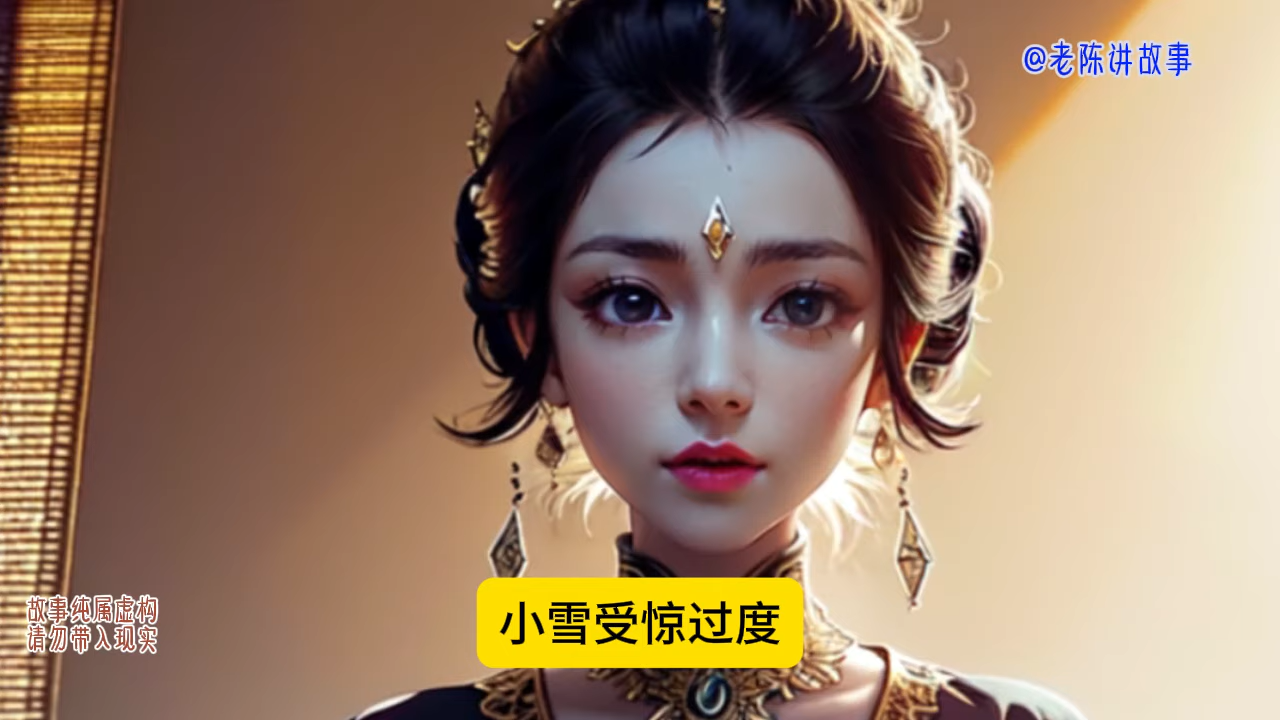 @老陈讲故事
故事纯属虚构
请勿带入现实
小雪受惊过度